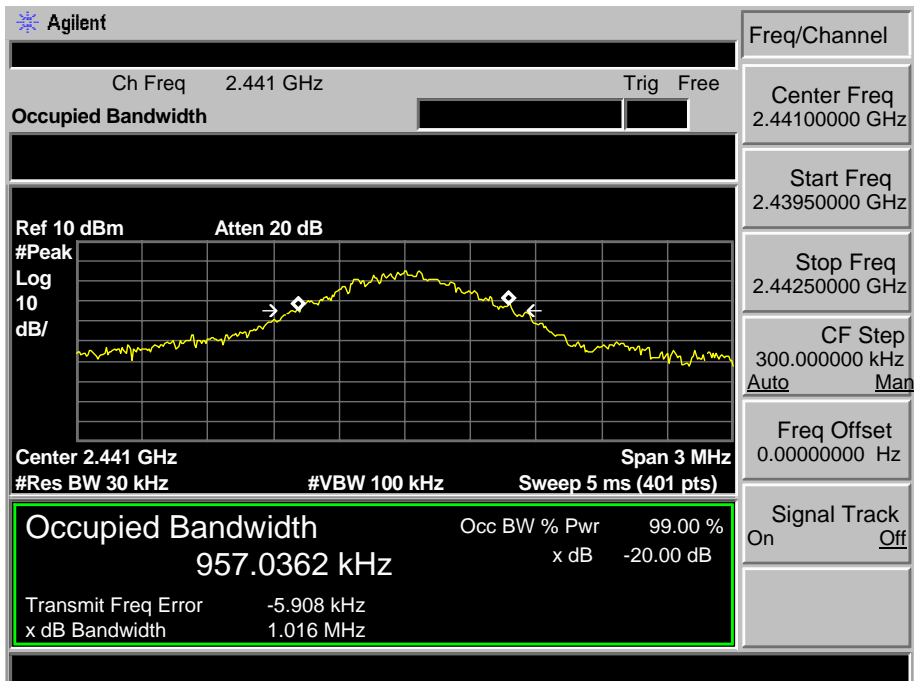 Agilent
Freq/Channel
Ch Freq 2.441 GHz Trig Free
Occupied Bandwidth
Center Freq
2.44100000 GHz
Start Freq
2.43950000 GHz
Stop Freq
2.44250000 GHz
CF Step
300.000000 kHz
Auto Man
Freq Offset
0.00000000 Hz
Signal Track
On Off
Ref 10 dBm Atten 20 dB
#Peak
Log
10
dB/
Center 2.441 GHz Span 3 MHz
#Res BW 30 kHz #VBW 100 kHz Sweep 5 ms (401 pts)
Occupied Bandwidth Occ BW % Pwr 99.00 %
957.0362 kHz x dB -20.00 dB
Transmit Freq Error -5.908 kHz
x dB Bandwidth 1.016 MHz